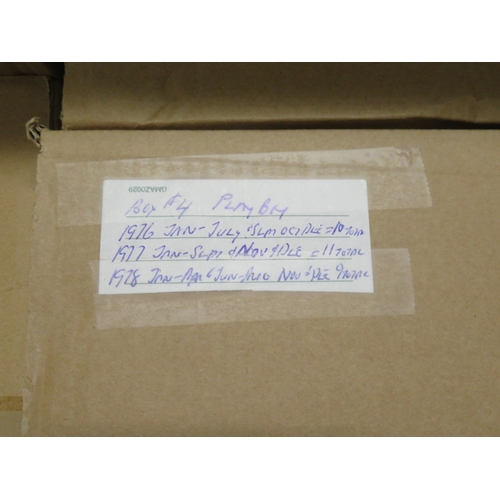 GMAZ0029
Box #4 PLAYBOY
1976 JAN-JULY & SEPT OCT DEC = 10 TOTAL
1977 JAN-SEPT & NOV & DEC = 11 TOTAL
1978 JAN-APR & JUN-AUG NOV & DEC 9 TOTAL